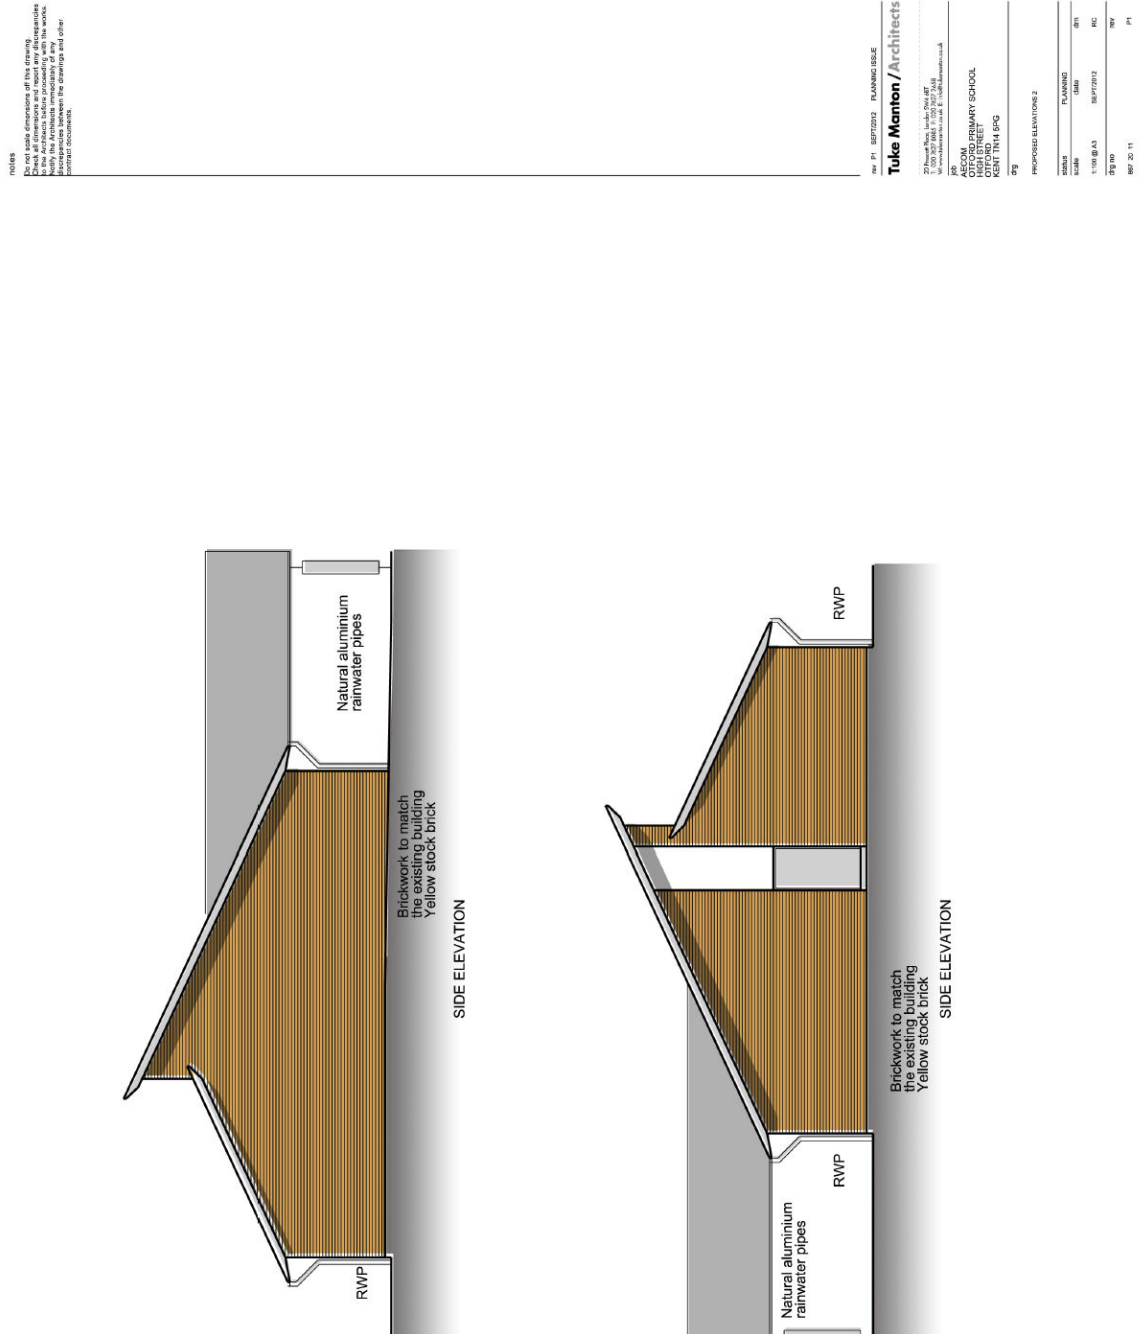 notes
Do not scale dimensions off this drawing.
Check all dimensions and report any discrepancies
to the Architects before proceeding with the works.
Notify the Architects immediately of any
discrepancies between the drawings and other
contract documents.
Natural aluminium
rainwater pipes
RWP
Brickwork to match
the existing building
Yellow stock brick
SIDE ELEVATION
RWP
Natural aluminium
rainwater pipes
RWP
Brickwork to match
the existing building
Yellow stock brick
SIDE ELEVATION
rev P1 SEPT/2012 PLANNING ISSUE
Tuke Manton/Architects
job
AECOM
OTFORD PRIMARY SCHOOL
HIGH STREET
OTFORD
KENT TN14 5PG
drg
PROPOSED ELEVATIONS 2
status PLANNING
scale date drn
1:100 @ A3 SEPT/2012 RC
drg no rev
867 20 11 P1